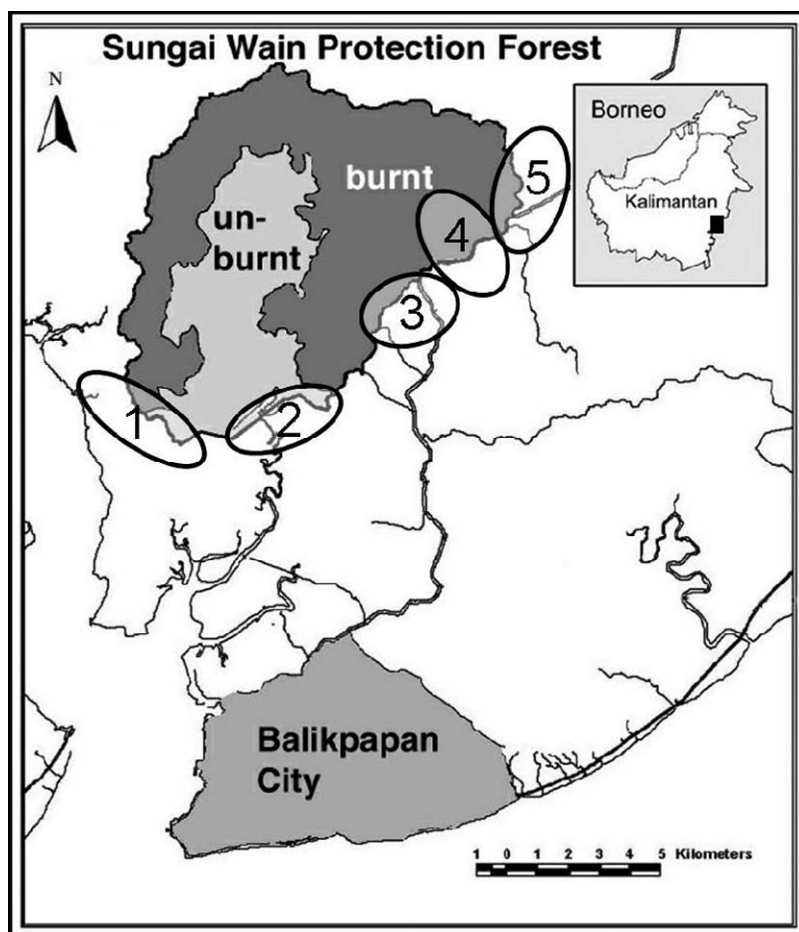 Sungai Wain Protection Forest
N
Borneo
Kalimantan
burnt
un-
burnt
5
4
3
1
2
Balikpapan
City
1 0 1 2 3 4 5 Kilometers